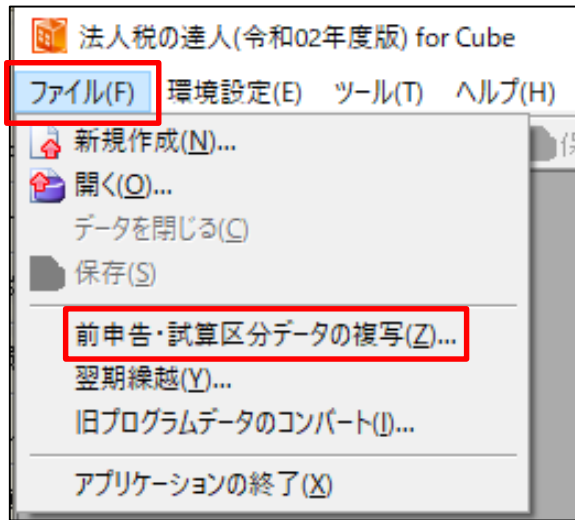 法人税の達人(令和02年度版) for Cube
ファイル(F) 環境設定(E) ツール(T) ヘルプ(H)
新規作成(N)...
開く(O)...
データを閉じる(C)
保存(S)
前申告・試算区分データの複写(Z)...
翌期繰越(Y)...
旧プログラムデータのコンバート(I)...
アプリケーションの終了(X)